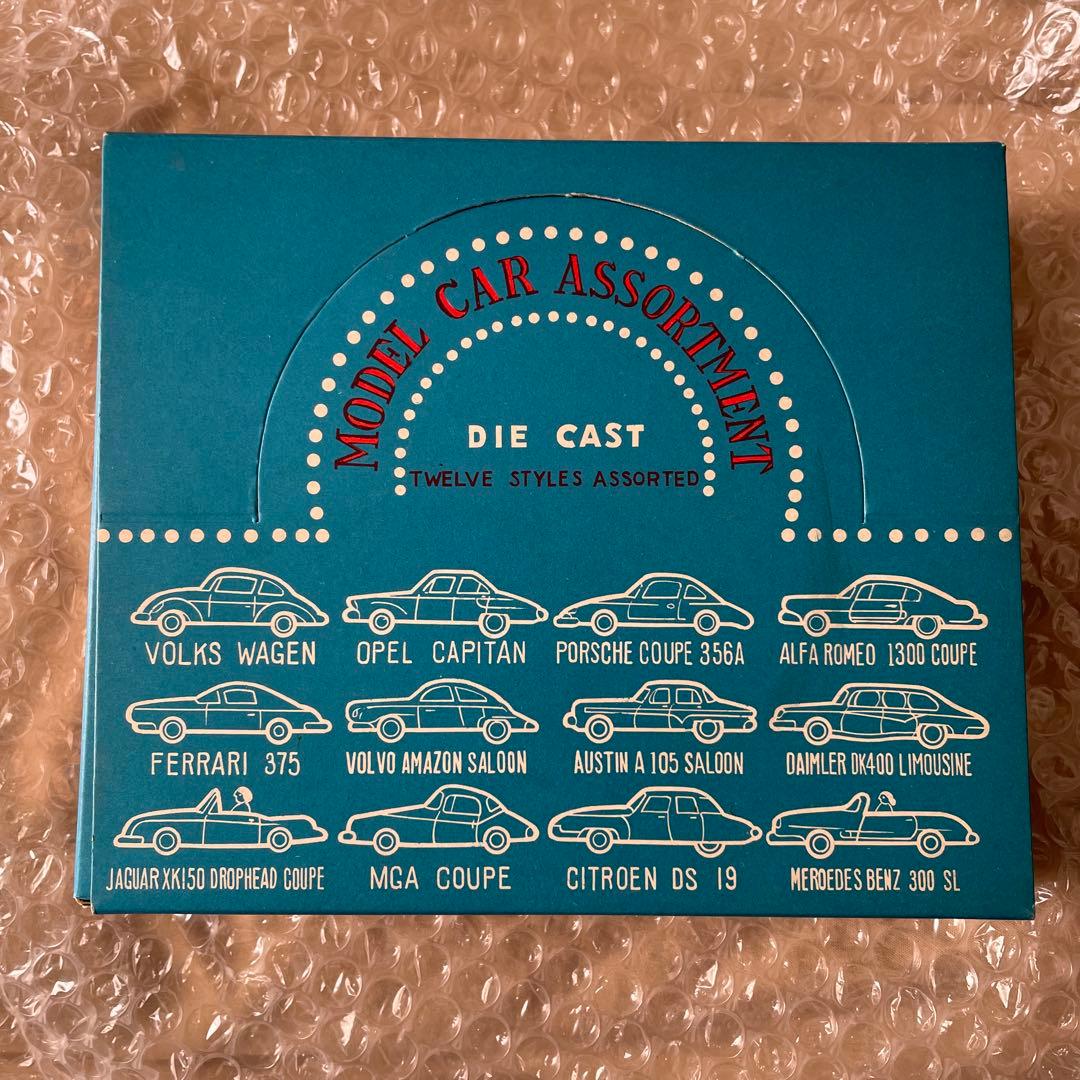 MODEL CAR ASSORTMENT
DIE CAST
TWELVE STYLES ASSORTED
VOLKS WAGEN
OPEL CAPITAN
PORSCHE COUPE 356A
ALFA ROMEO 1300 COUPE
FERRARI 375
VOLVO AMAZON SALOON
AUSTIN A 105 SALOON
DAIMLER DK400 LIMOUSINE
JAGUAR XK150 DROPHEAD COUPE
MGA COUPE
CITROEN DS 19
MERCEDES BENZ 300 SL